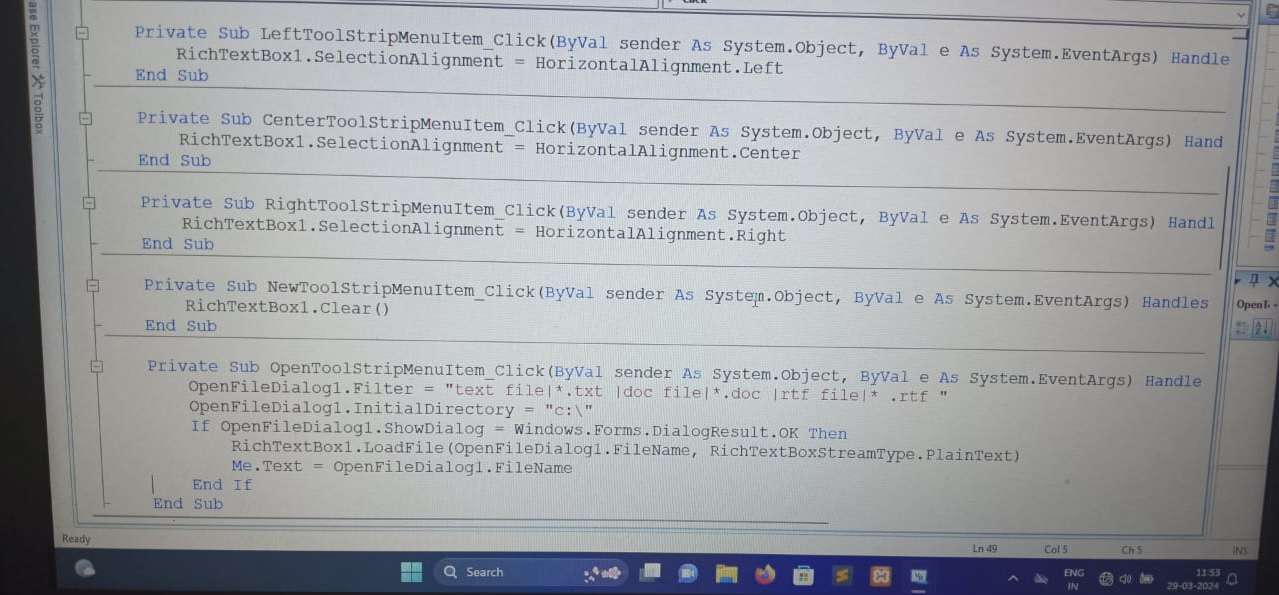 ase Explorer
Toolbox
Click
Private Sub LeftToolStripMenuItem_Click(ByVal sender As System.Object, ByVal e As System.EventArgs) Handle
RichTextBox1.SelectionAlignment = HorizontalAlignment.Left
End Sub
Private Sub CenterToolStripMenuItem_Click(ByVal sender As System.Object, ByVal e As System.EventArgs) Hand
RichTextBox1.SelectionAlignment = HorizontalAlignment.Center
End Sub
Private Sub RightToolStripMenuItem_Click(ByVal sender As System.Object, ByVal e As System.EventArgs) Handl
RichTextBox1.SelectionAlignment = HorizontalAlignment.Right
End Sub
Private Sub NewToolStripMenuItem_Click(ByVal sender As System.Object, ByVal e As System.EventArgs) Handles
RichTextBox1.Clear()
End Sub
Private Sub OpenToolStripMenuItem_Click(ByVal sender As System.Object, ByVal e As System.EventArgs) Handle
OpenFileDialog1.Filter = "text file|*.txt |doc file|*.doc |rtf file|* .rtf "
OpenFileDialog1.InitialDirectory = "c:\"
If OpenFileDialog1.ShowDialog = Windows.Forms.DialogResult.OK Then
RichTextBox1.LoadFile(OpenFileDialog1.FileName, RichTextBoxStreamType.PlainText)
Me.Text = OpenFileDialog1.FileName
End If
End Sub
OpenT
Ready
Ln 49
Col 5
Ch 5
INS
Search
ENG
IN
11:53
29-03-2024